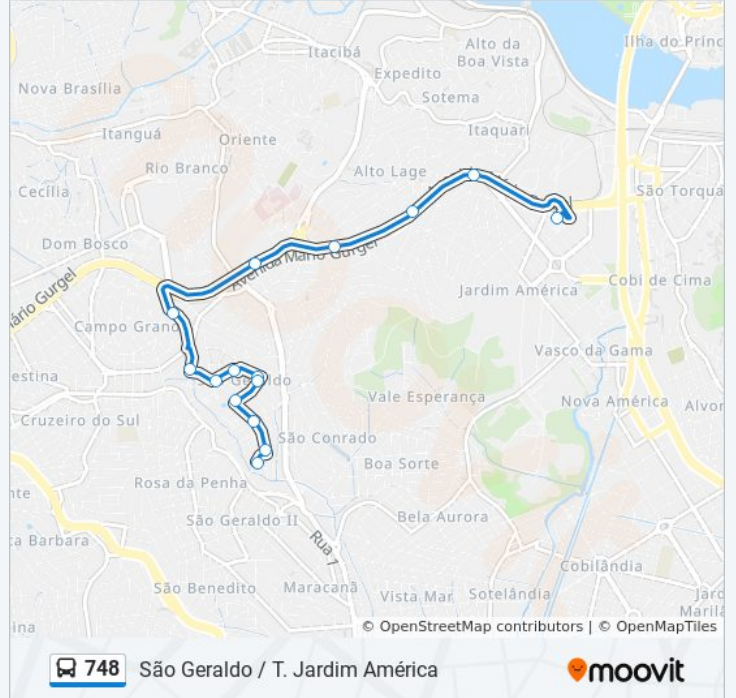 Itacibá
Alto da
Boa Vista
Ilha do Prínc
Expedito
Nova Brasília
Sotema
Itanguá
Oriente
Itaquari
Rio Branco
Alto Lage
Cecília
São Torqua
Dom Bosco
Avenida Mário Gurgel
ário Gurgel
Jardim América
Cobi de Cima
Campo Grand
Vasco da Gama
estina
Geraldo
Vale Esperança
Nova América
Alvor
Cruzeiro do Sul
São Conrado
Boa Sorte
Rosa da Penha
nte
São Geraldo II
Bela Aurora
a Barbara
Rua 7
Cobilândia
São Benedito
Maracanã
Vista Mar
Sotelândia
Jard
Marilâ
ina
© OpenStreetMap contributors | © OpenMapTiles
748 São Geraldo / T. Jardim América
moovit